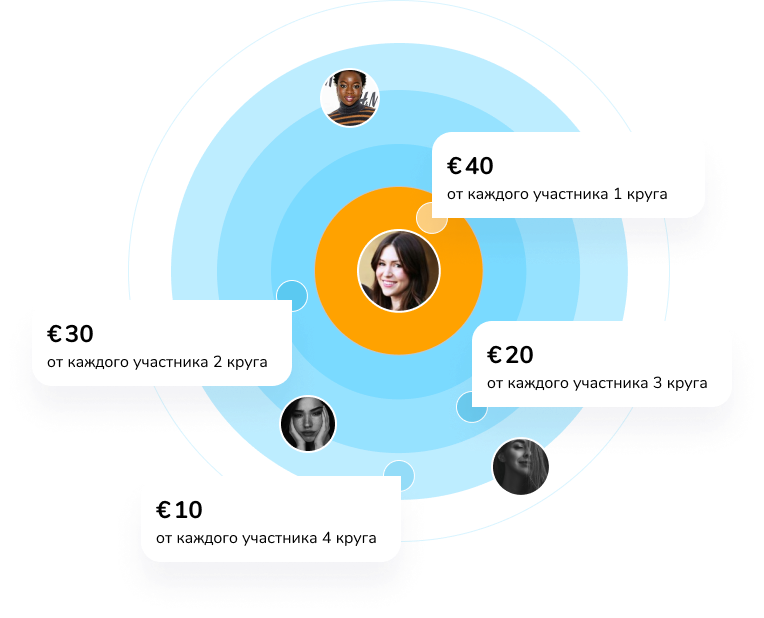 €40
от каждого участника 1 круга
€30
от каждого участника 2 круга
€20
от каждого участника 3 круга
€10
от каждого участника 4 круга